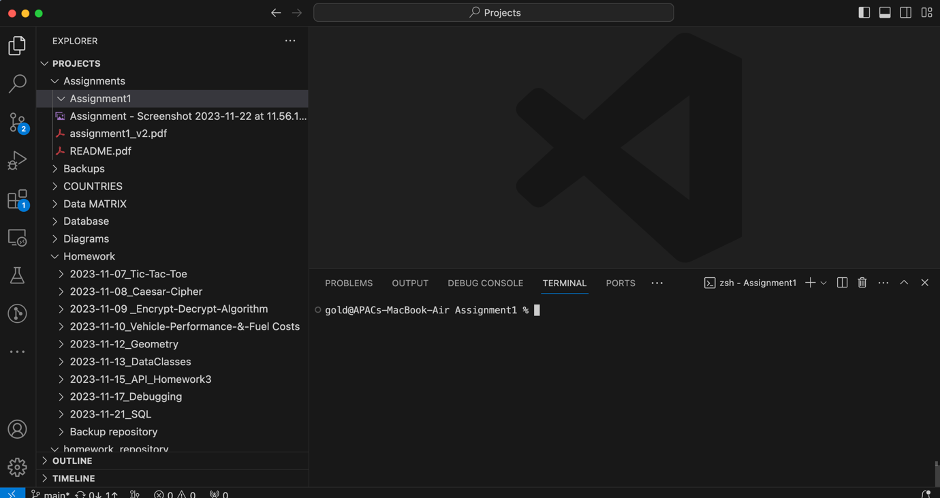 Projects
EXPLORER
PROJECTS
Assignments
Assignment1
Assignment - Screenshot 2023-11-22 at 11.56.1...
assignment1_v2.pdf
README.pdf
Backups
COUNTRIES
Data MATRIX
Database
Diagrams
Homework
2023-11-07_Tic-Tac-Toe
2023-11-08_Caesar-Cipher
2023-11-09 _Encrypt-Decrypt-Algorithm
2023-11-10_Vehicle-Performance-&-Fuel Costs
2023-11-12_Geometry
2023-11-13_DataClasses
2023-11-15_API_Homework3
2023-11-17_Debugging
2023-11-21_SQL
Backup repository
homework_repository
OUTLINE
TIMELINE
2
1
PROBLEMS OUTPUT DEBUG CONSOLE TERMINAL PORTS ... zsh - Assignment1
gold@APACs-MacBook-Air Assignment1 %
main* 0↓ 1↑ 0 0 0